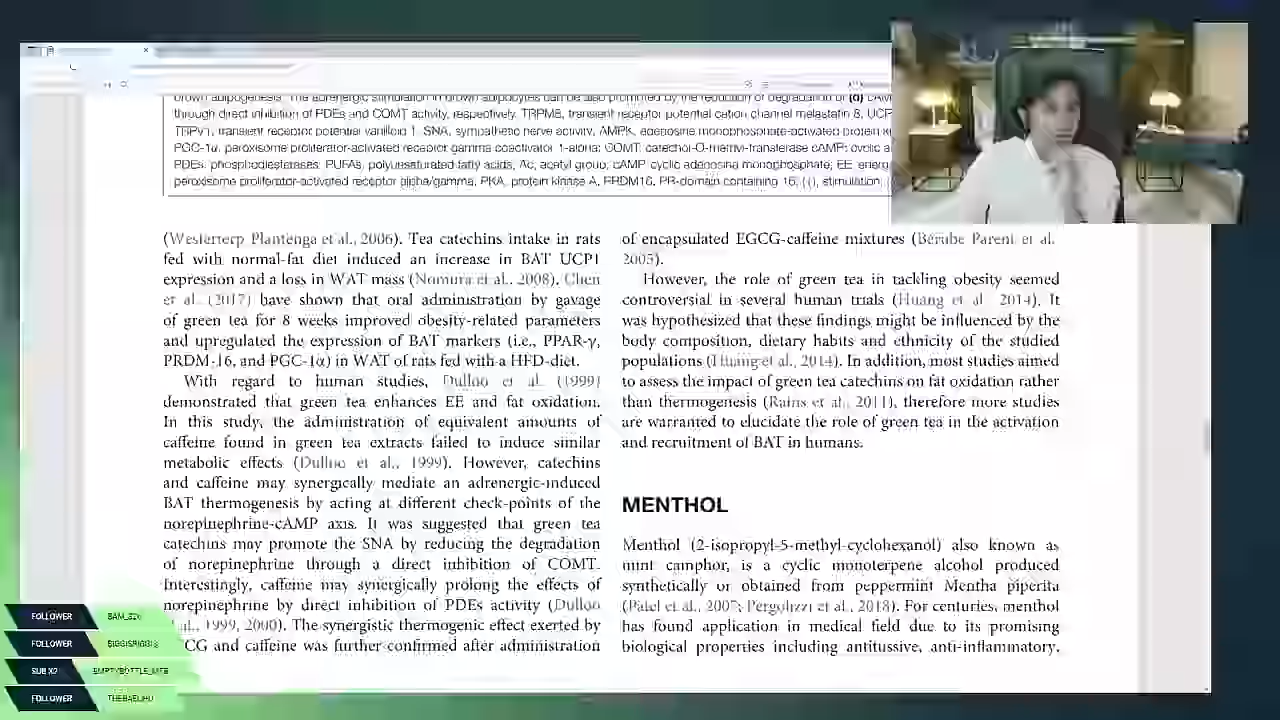 brown adipogenesis. The adrenergic stimulation in brown adipocytes can be also promoted by the reduction of degradation of (d) cAM
through direct inhibition of PDEs and COMT activity, respectively. TRPM8, transient receptor potential cation channel melastatin 8, UCP
TRPV1, transient receptor potential vanilloid 1, SNA, sympathetic nerve activity, AMPK, adenosine monophosphate-activated protein ki
PGC-1α, peroxisome proliferator-activated receptor gamma coactivator 1-alpha; COMT, catechol-O-methyl-transferase cAMP, cyclic a
PDEs, phosphodiesterases; PUFAs, polyunsaturated fatty acids, Ac, acetyl group; cAMP cyclic adenosine monophosphate; EE energ
peroxisome proliferator-activated receptor alpha/gamma, PKA, protein kinase A, PRDM16, PR-domain containing 16; (↓), stimulation,
(Westerterp Plantenga et al., 2006). Tea catechins intake in rats
fed with normal-fat diet induced an increase in BAT UCP1
expression and a loss in WAT mass (Nomura et al., 2008). Chen
et al. (2017) have shown that oral administration by gavage
of green tea for 8 weeks improved obesity-related parameters
and upregulated the expression of BAT markers (i.e., PPAR-γ,
PRDM-16, and PGC-1α) in WAT of rats fed with a HFD-diet.
With regard to human studies, Dulloo et al. (1999)
demonstrated that green tea enhances EE and fat oxidation.
In this study, the administration of equivalent amounts of
caffeine found in green tea extracts failed to induce similar
metabolic effects (Dulloo et al., 1999). However, catechins
and caffeine may synergically mediate an adrenergic-induced
BAT thermogenesis by acting at different check-points of the
norepinephrine-cAMP axis. It was suggested that green tea
catechins may promote the SNA by reducing the degradation
of norepinephrine through a direct inhibition of COMT.
Interestingly, caffeine may synergically prolong the effects of
norepinephrine by direct inhibition of PDEs activity (Dulloo
al., 1999, 2000). The synergistic thermogenic effect exerted by
CG and caffeine was further confirmed after administration
of encapsulated EGCG-caffeine mixtures (Bérubé Parent et al.
2005).
However, the role of green tea in tackling obesity seemed
controversial in several human trials (Huang et al. 2014). It
was hypothesized that these findings might be influenced by the
body composition, dietary habits and ethnicity of the studied
populations (Huang et al., 2014). In addition, most studies aimed
to assess the impact of green tea catechins on fat oxidation rather
than thermogenesis (Rains et al., 2011), therefore more studies
are warranted to elucidate the role of green tea in the activation
and recruitment of BAT in humans.
MENTHOL
Menthol (2-isopropyl-5-methyl-cyclohexanol) also known as
mint camphor, is a cyclic monoterpene alcohol produced
synthetically or obtained from peppermint Mentha piperita
(Patel et al., 2007; Pergolizzi et al., 2018). For centuries, menthol
has found application in medical field due to its promising
biological properties including antitussive, anti-inflammatory,
FOLLOWER
FOLLOWER
SUB X2
FOLLOWER